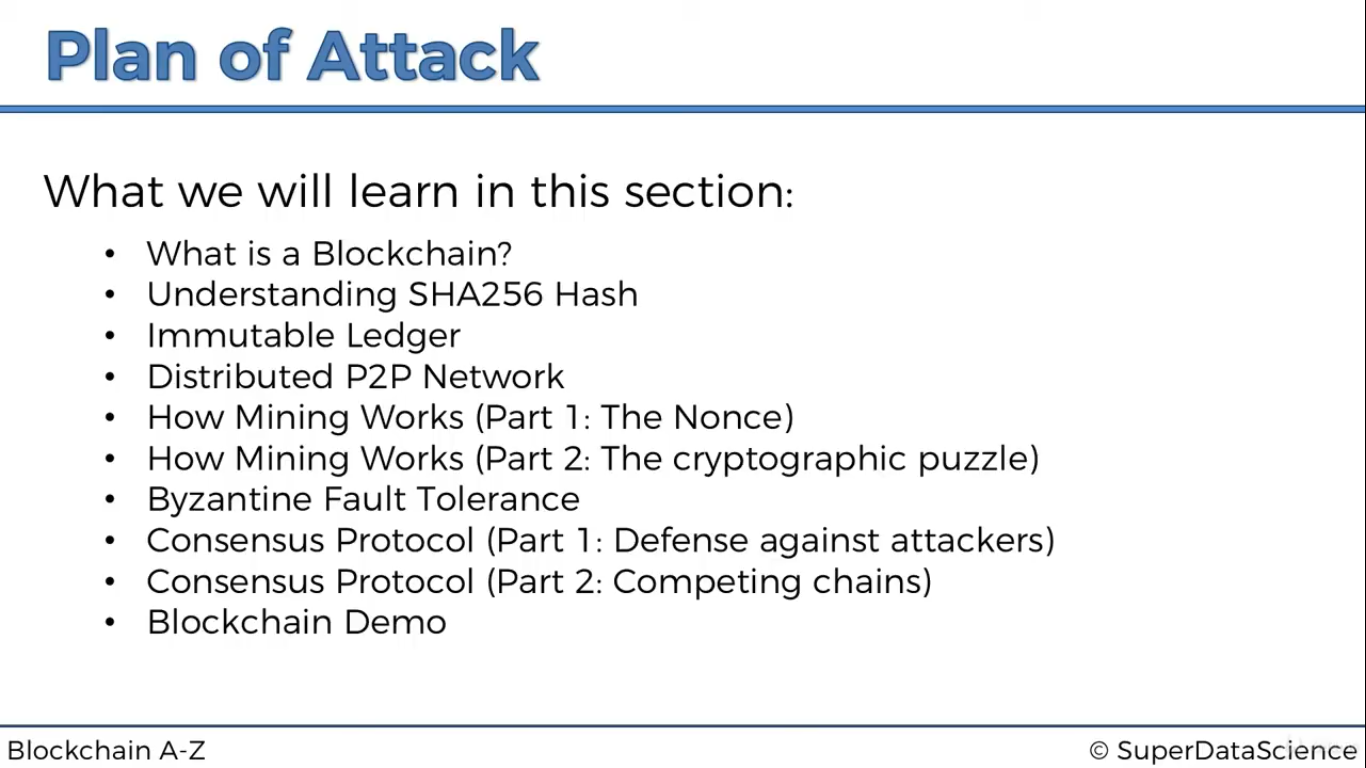 Plan of Attack
What we will learn in this section:
• What is a Blockchain?
• Understanding SHA256 Hash
• Immutable Ledger
• Distributed P2P Network
• How Mining Works (Part 1: The Nonce)
• How Mining Works (Part 2: The cryptographic puzzle)
• Byzantine Fault Tolerance
• Consensus Protocol (Part 1: Defense against attackers)
• Consensus Protocol (Part 2: Competing chains)
• Blockchain Demo
Blockchain A-Z
© SuperDataScience